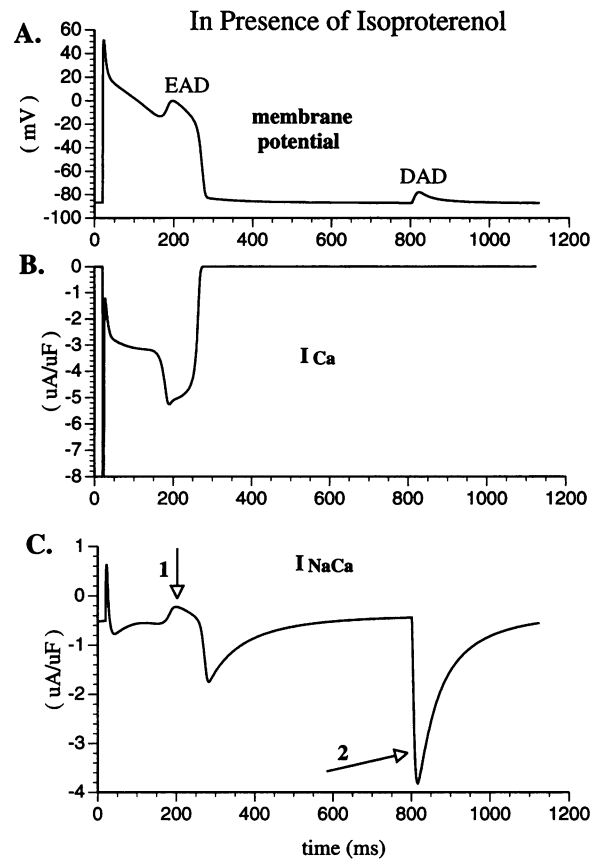 In Presence of Isoproterenol
A.
60
40
20
0
-20
-40
-60
-80
-100
( mV )
EAD
membrane
potential
DAD
0 200 400 600 800 1000 1200
B.
0
-1
-2
-3
-4
-5
-6
-7
-8
( uA/uF )
I Ca
0 200 400 600 800 1000 1200
C.
1
0
-1
-2
-3
-4
( uA/uF )
1
I NaCa
2
0 200 400 600 800 1000 1200
time (ms)